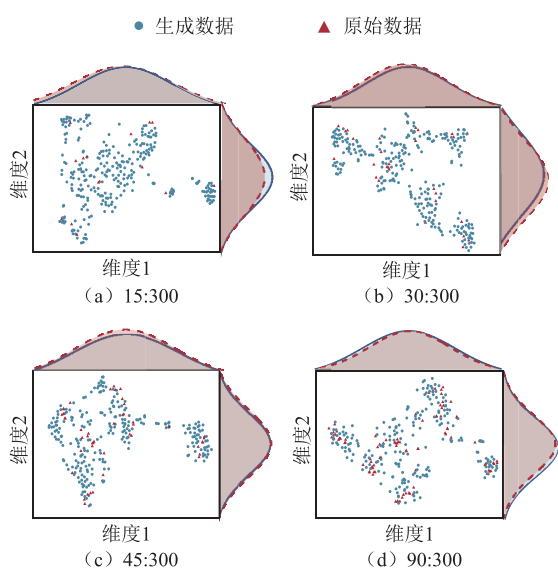 生成数据 原始数据
维度2
维度1
（a）15:300
维度2
维度1
（b）30:300
维度2
维度1
（c）45:300
维度2
维度1
（d）90:300